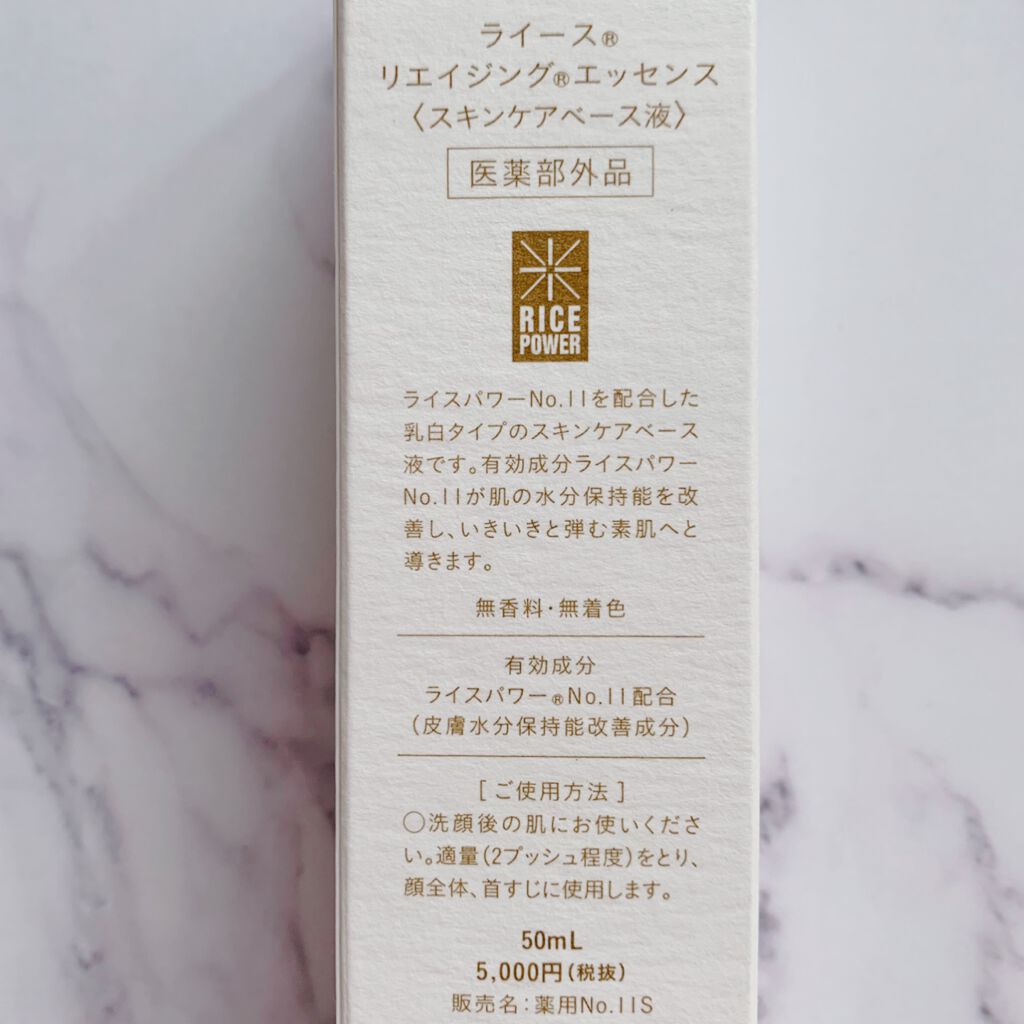 ライース®
リエイジング®エッセンス
〈スキンケアベース液〉
医薬部外品
RICE
POWER
ライスパワーNo.11を配合した
乳白タイプのスキンケアベース
液です。有効成分ライスパワー
No.11が肌の水分保持能を改
善し、いきいきと弾む素肌へと
導きます。
無香料・無着色
有効成分
ライスパワー®No.11配合
(皮膚水分保持能改善成分)
[ご使用方法]
○洗顔後の肌にお使いくださ
い。適量(2プッシュ程度)をとり、
顔全体、首すじに使用します。
50mL
5,000円(税抜)
販売名:薬用No.11S